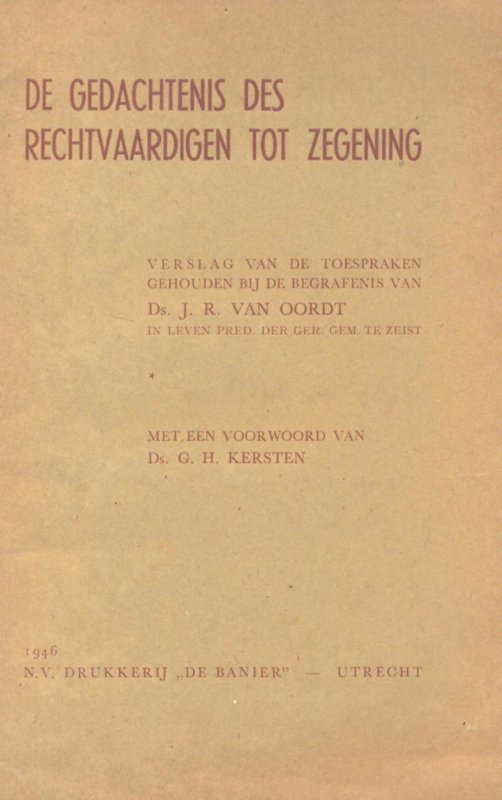 DE GEDACHTENIS DES
RECHTVAARDIGEN TOT ZEGENING
VERSLAG VAN DE TOESPRAKEN
GEHOUDEN BIJ DE BEGRAFENIS VAN
Ds. J. R. VAN OORDT
IN LEVEN PRED. DER GER. GEM. TE ZEIST
*
MET EEN VOORWOORD VAN
Ds. G. H. KERSTEN
1946
N.V. DRUKKERIJ „DE BANIER” — UTRECHT